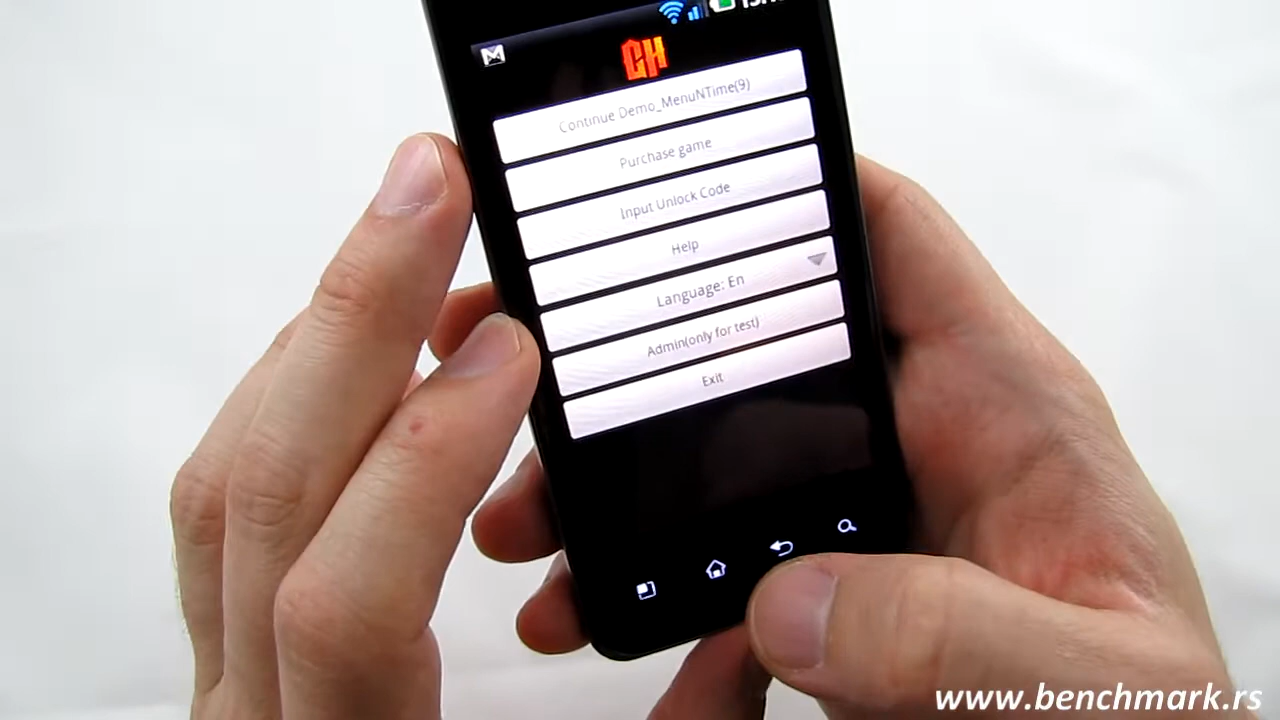 GH
Continue Demo_MenuNTime(9)
Purchase game
Input Unlock Code
Help
Language: En
Admin(only for test)
Exit
www.benchmark.rs